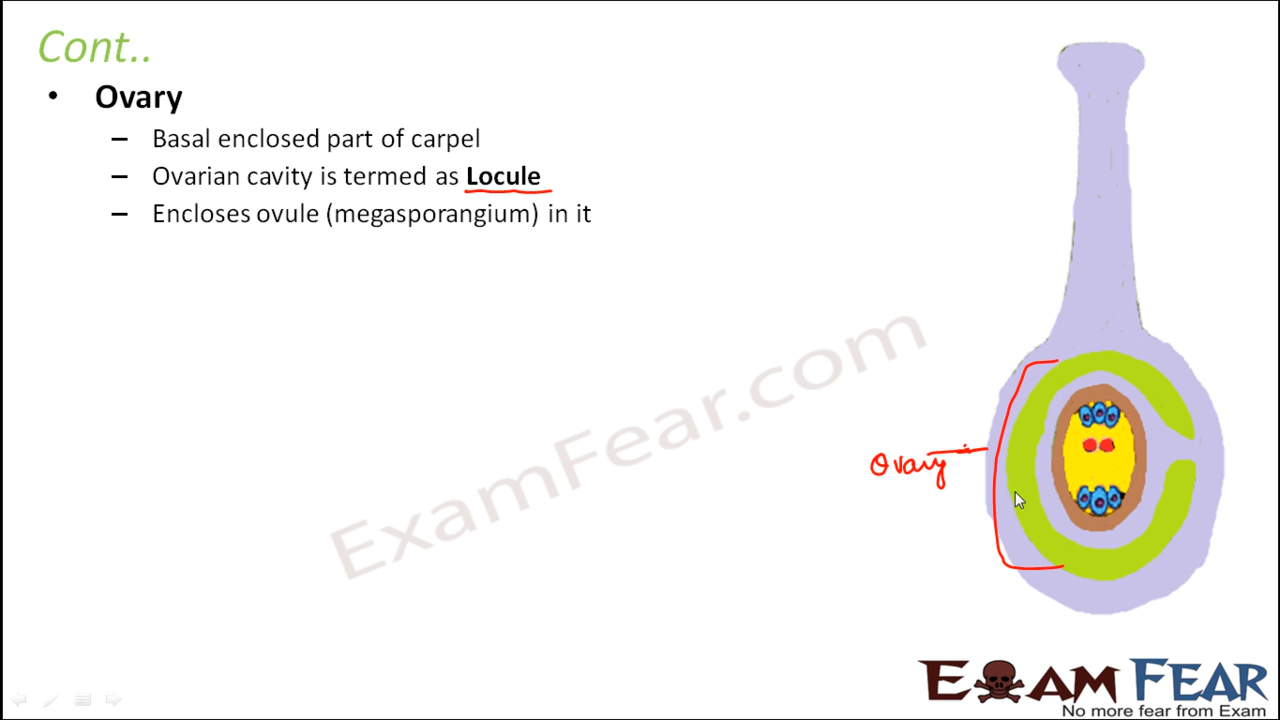 Cont..
• Ovary
– Basal enclosed part of carpel
– Ovarian cavity is termed as Locule
– Encloses ovule (megasporangium) in it
ExamFear.com
Ovary
EXAM FEAR
No more fear from Exam